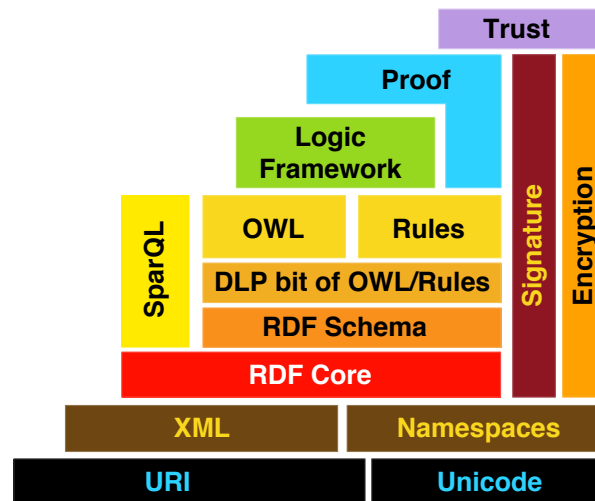 Trust
Proof
Logic
Framework
SparQL
OWL
Rules
DLP bit of OWL/Rules
RDF Schema
RDF Core
Signature
Encryption
XML
Namespaces
URI
Unicode